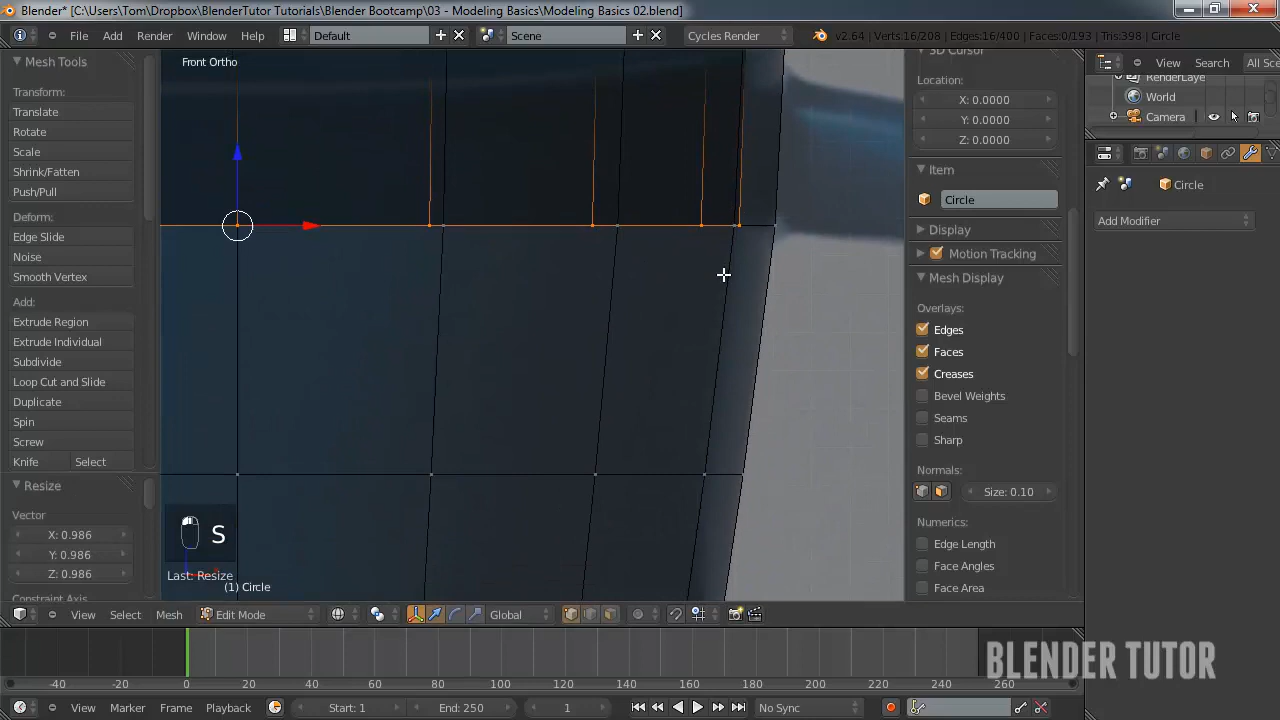 Blender* [C:\Users\Tom\Dropbox\BlenderTutor Tutorials\Blender Bootcamp\03 - Modeling Basics\Modeling Basics 02.blend]
File Add Render Window Help Default Scene Cycles Render v2.64 | Verts:16/208 | Edges:16/400 | Faces:0/193 | Tris:398 | Circle
Mesh Tools
Transform:
Translate
Rotate
Scale
Shrink/Fatten
Push/Pull
Deform:
Edge Slide
Noise
Smooth Vertex
Add:
Extrude Region
Extrude Individual
Subdivide
Loop Cut and Slide
Duplicate
Spin
Screw
Knife Select
Resize
Vector
X: 0.986
Y: 0.986
Z: 0.986
Constraint Axis
Front Ortho
S
Last: Resize
(1) Circle
3D Cursor
Location:
X: 0.0000
Y: 0.0000
Z: 0.0000
Item
Circle
Display
Motion Tracking
Mesh Display
Overlays:
Edges
Faces
Creases
Bevel Weights
Seams
Sharp
Normals:
Size: 0.10
Numerics:
Edge Length
Face Angles
Face Area
View Search All Sce
RenderLaye
World
Camera
Circle
Add Modifier
View Select Mesh Edit Mode Global
-40 -20 0 20 40 60 80 100 120 140 160 180 200 220 240 260
View Marker Frame Playback Start: 1 End: 250 1 No Sync
BLENDER TUTOR